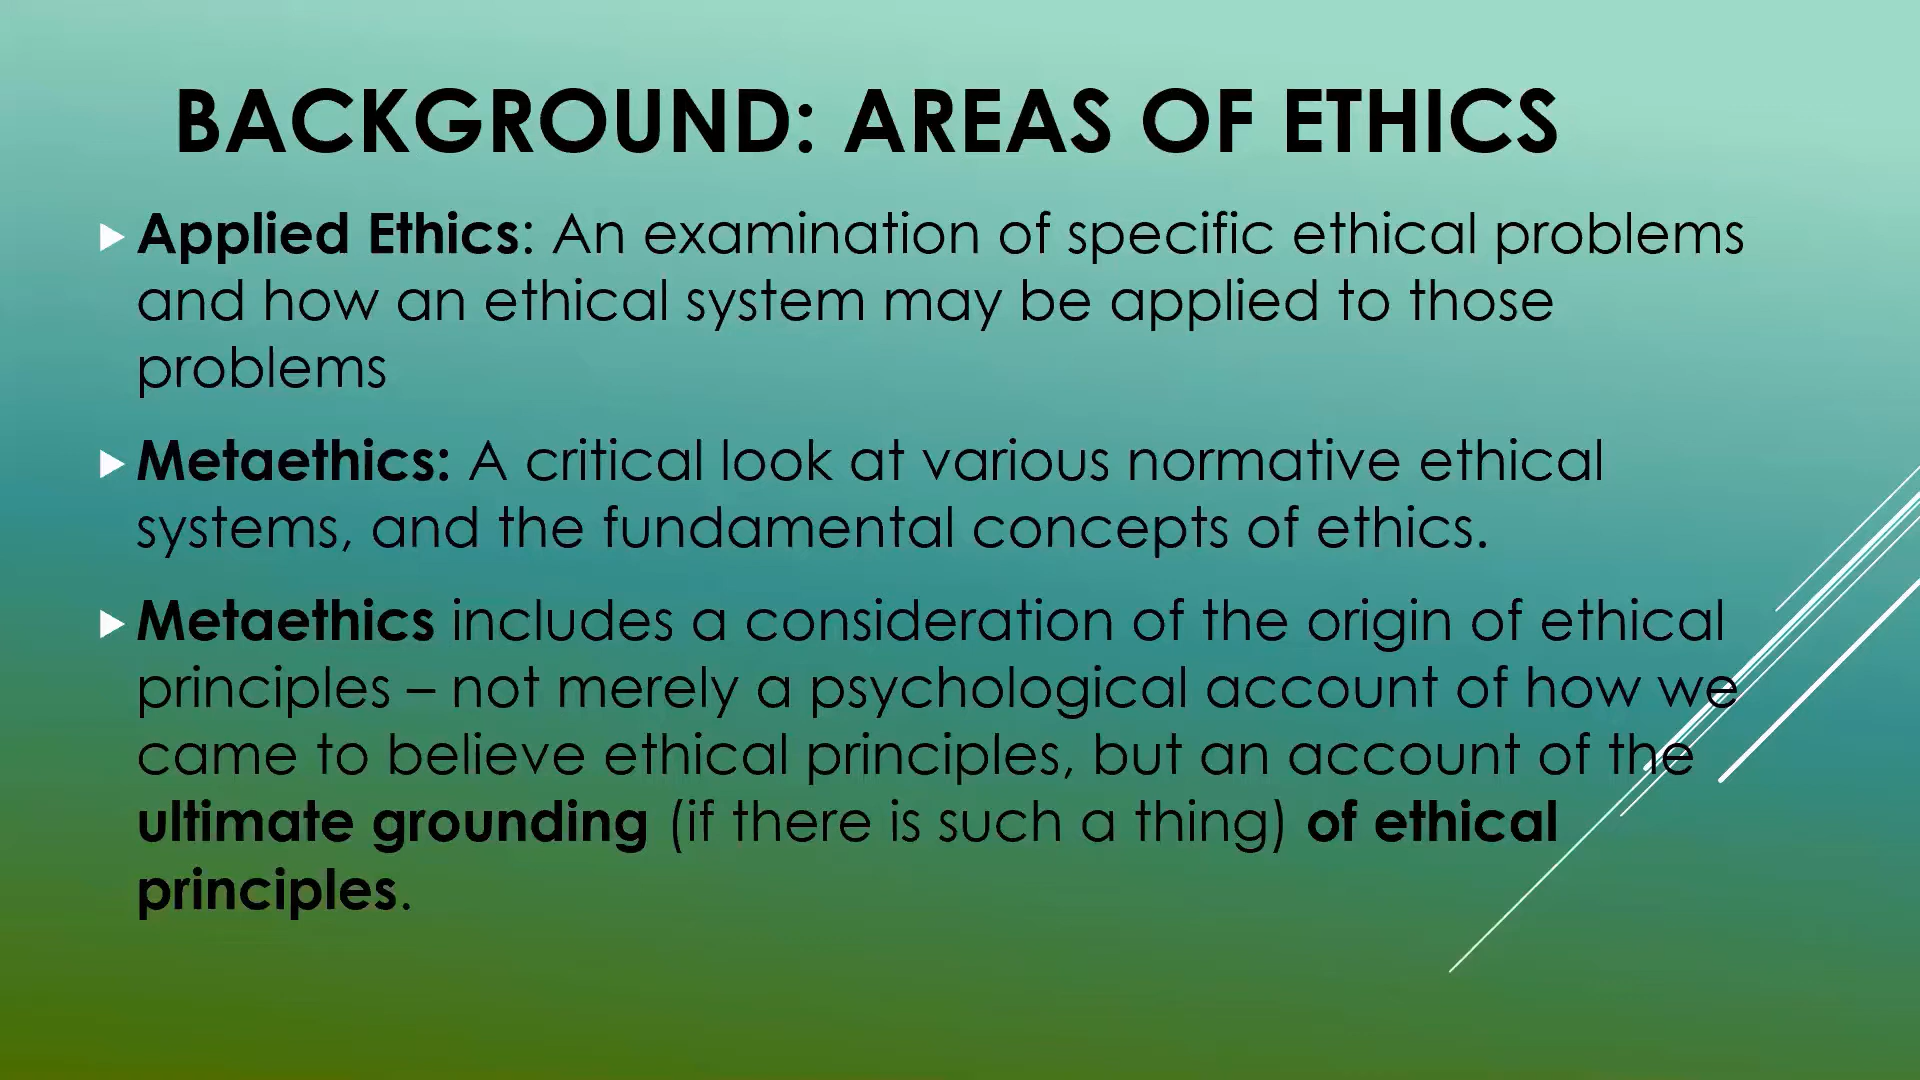 BACKGROUND: AREAS OF ETHICS
Applied Ethics: An examination of specific ethical problems
and how an ethical system may be applied to those
problems
Metaethics: A critical look at various normative ethical
systems, and the fundamental concepts of ethics.
Metaethics includes a consideration of the origin of ethical
principles – not merely a psychological account of how we
came to believe ethical principles, but an account of the
ultimate grounding (if there is such a thing) of ethical
principles.